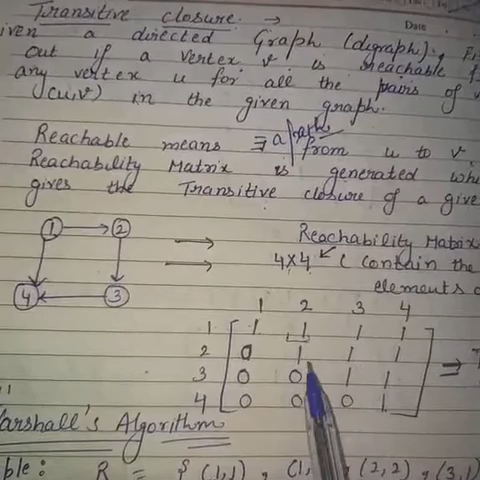 Transitive closure. →
Date
iven a directed Graph (digraph),
out if a vertex v is reachable
any vertex u for all the pairs of
(u,v) in the given graph.
Reachable means ∃ a path from u to v
Reachability Matrix is generated
gives the Transitive closure of a
1 → 2
4 ← 3
Reachability Matrix
4x4 ( contain the
elements
1 2 3 4
1 1 1 1 1
2 0 1 1 1
3 0 0 1 1
4 0 0 0 1
arshall's Algorithm
ble: R = { (1,1), (1, , (2,2), (3,1)